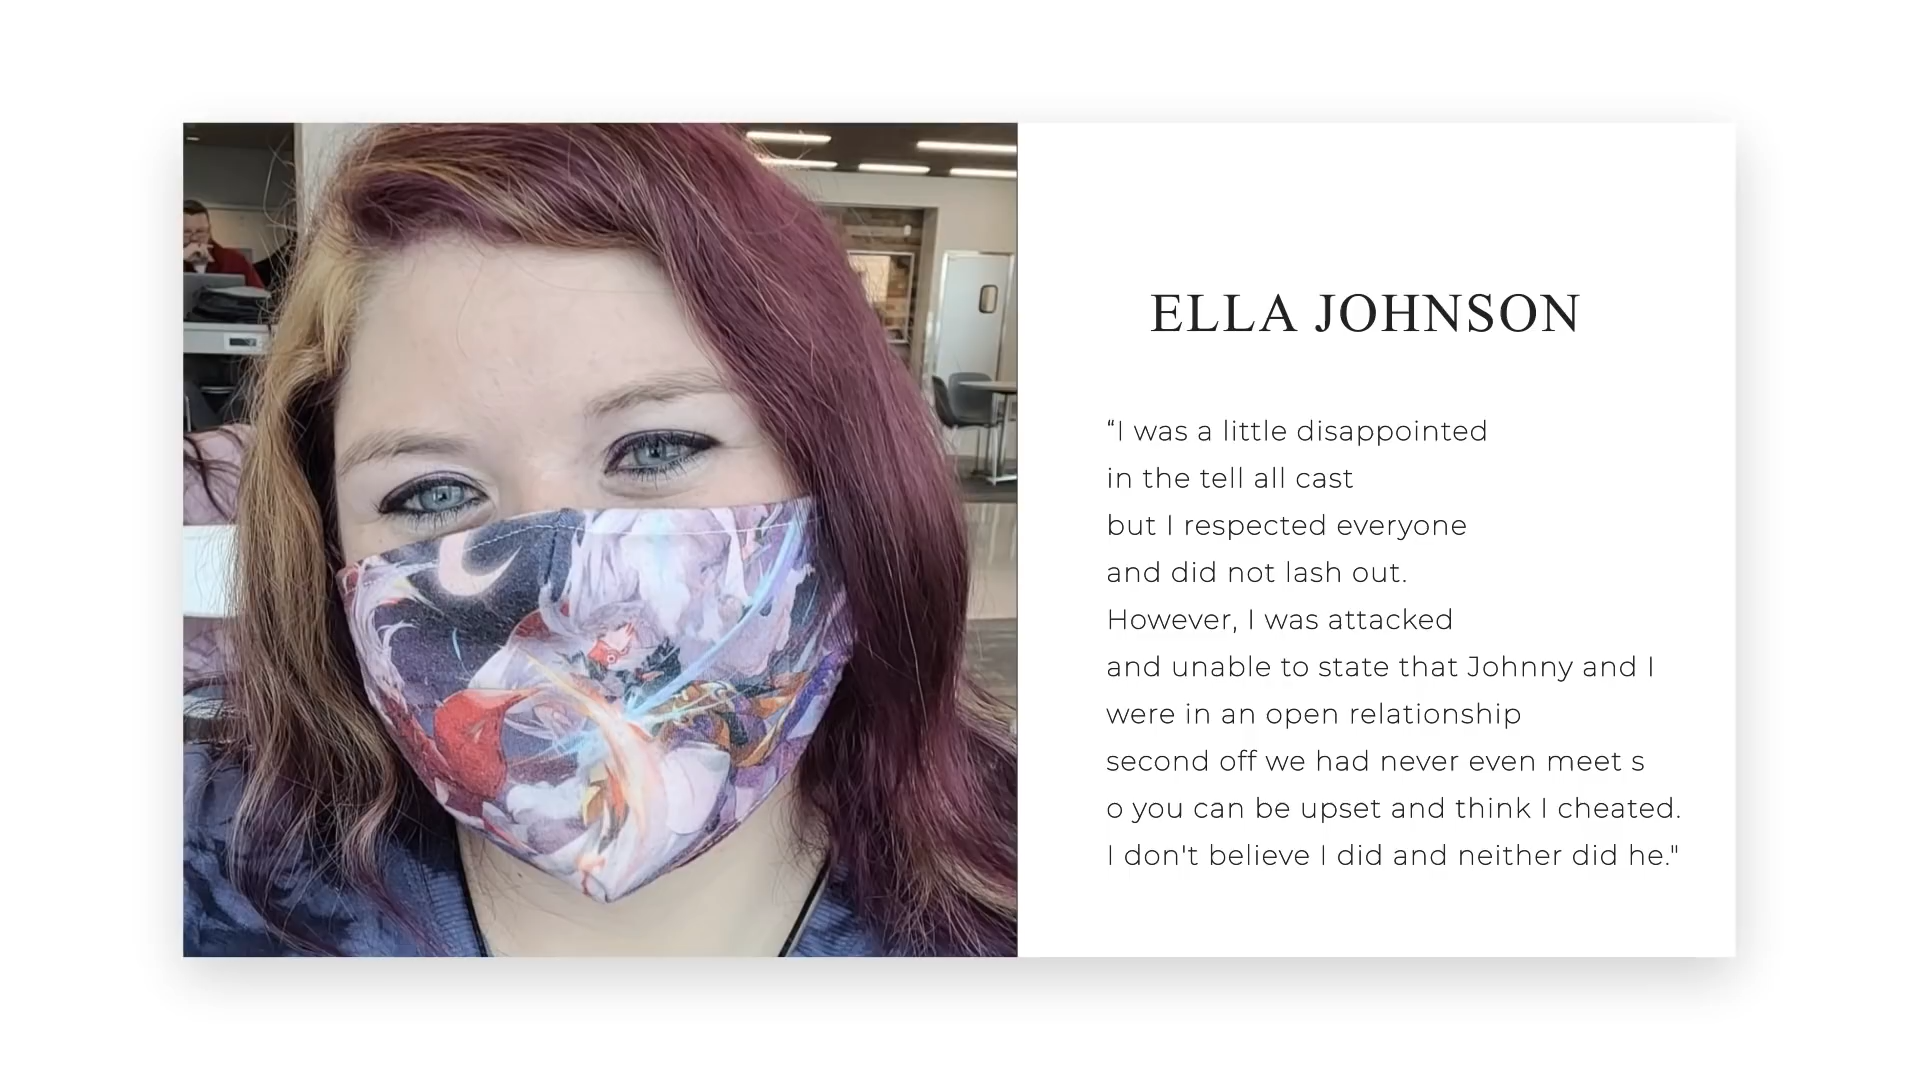 ELLA JOHNSON
“I was a little disappointed
in the tell all cast
but I respected everyone
and did not lash out.
However, I was attacked
and unable to state that Johnny and I
were in an open relationship
second off we had never even meet s
o you can be upset and think I cheated.
I don't believe I did and neither did he."